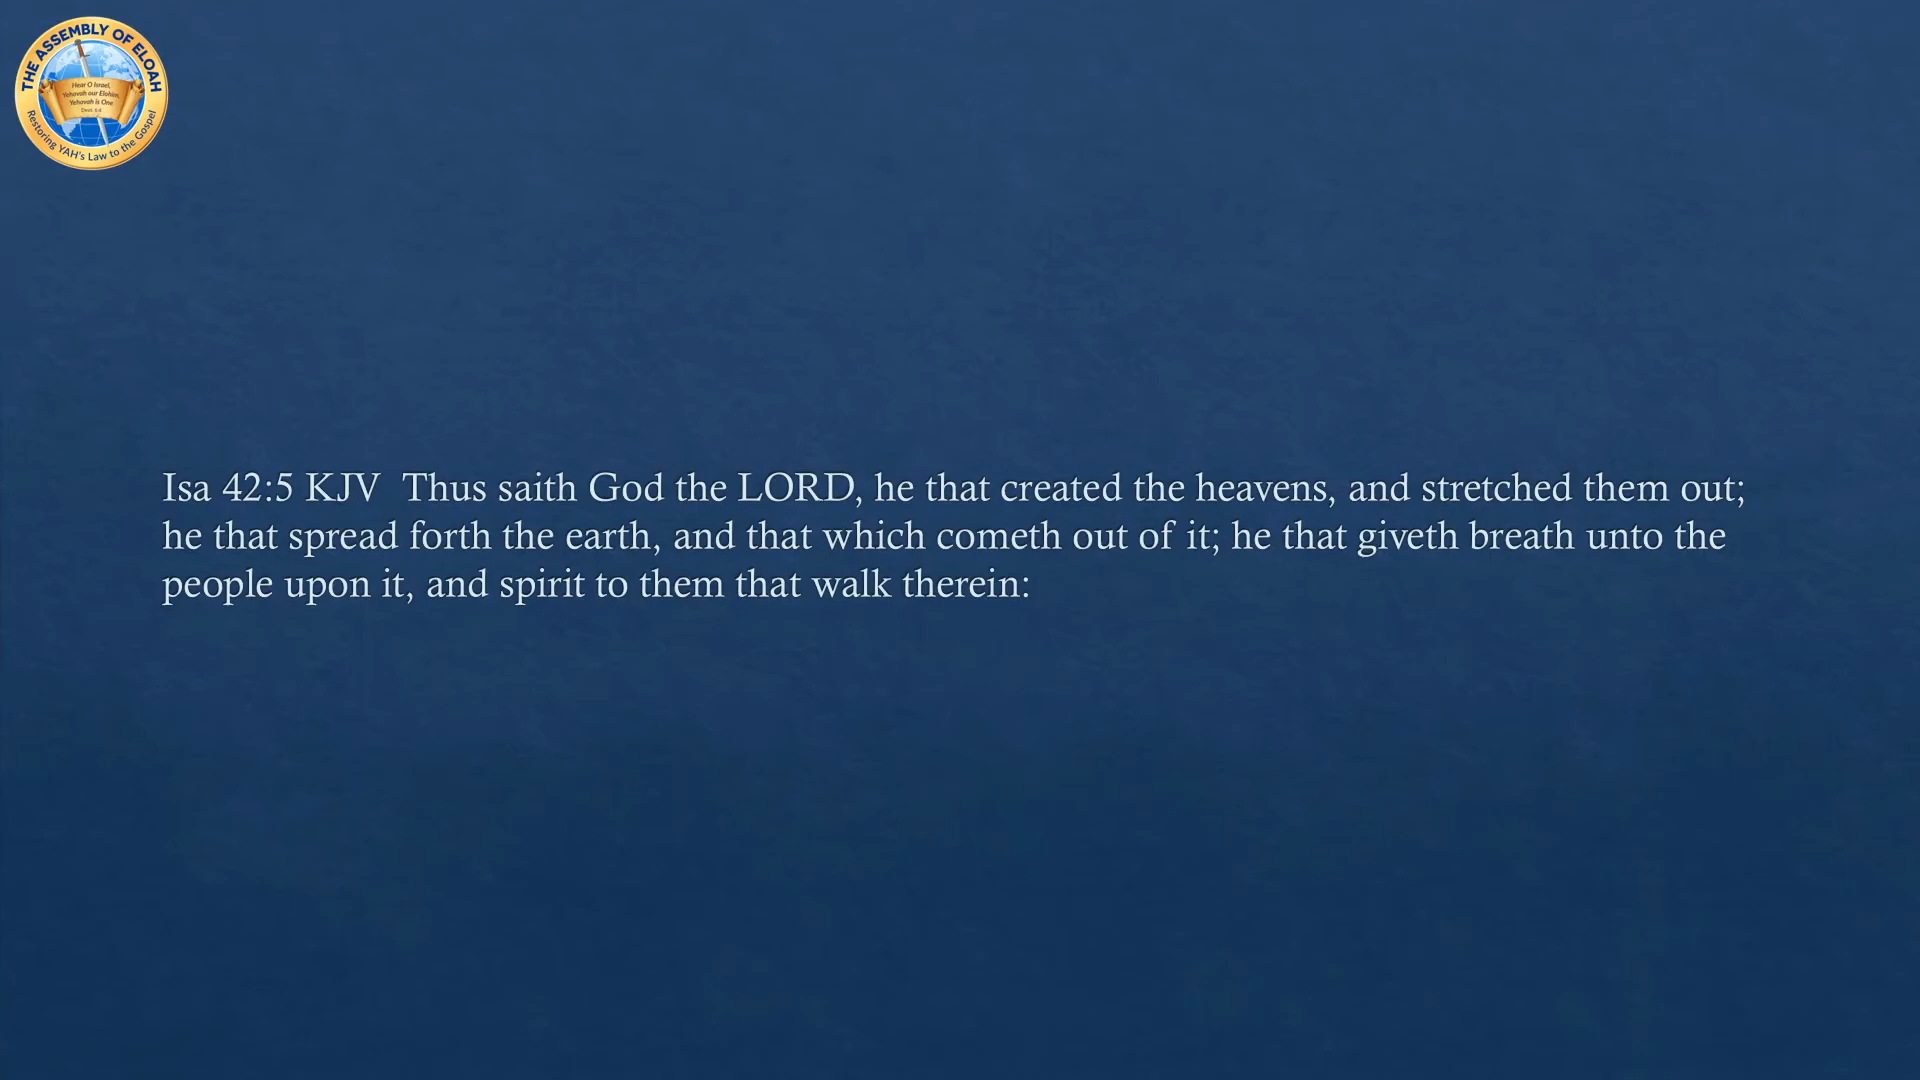 THE ASSEMBLY OF ELOAH
Hear O Israel,
Yehovah our Elohim,
Yehovah is One
Deut. 6:4
Restoring YAH's Law to the Gospel
Isa 42:5 KJV  Thus saith God the LORD, he that created the heavens, and stretched them out;
he that spread forth the earth, and that which cometh out of it; he that giveth breath unto the
people upon it, and spirit to them that walk therein: